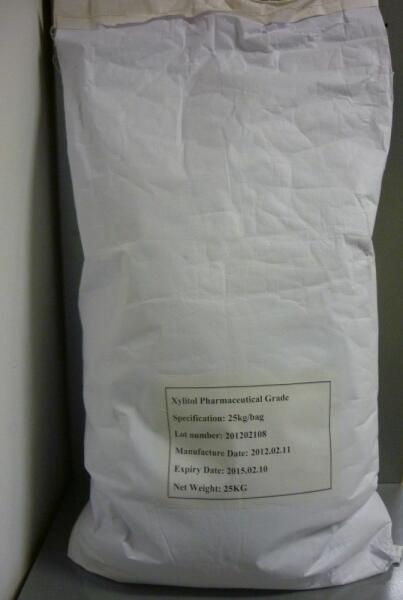 Xylitol Pharmaceutical Grade
Specification: 25kg/bag
Lot number: 201202108
Manufacture Date: 2012.02.11
Expiry Date: 2015.02.10
Net Weight: 25KG